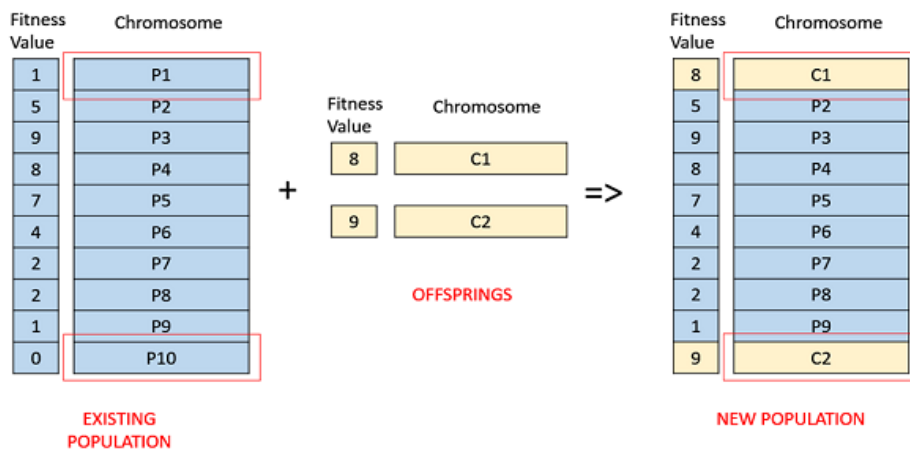 Fitness Value Chromosome
1 P1
5 P2
9 P3
8 P4
7 P5
4 P6
2 P7
2 P8
1 P9
0 P10
EXISTING
POPULATION
+
Fitness Value Chromosome
8 C1
9 C2
OFFSPRINGS
=>
Fitness Value Chromosome
8 C1
5 P2
9 P3
8 P4
7 P5
4 P6
2 P7
2 P8
1 P9
9 C2
NEW POPULATION